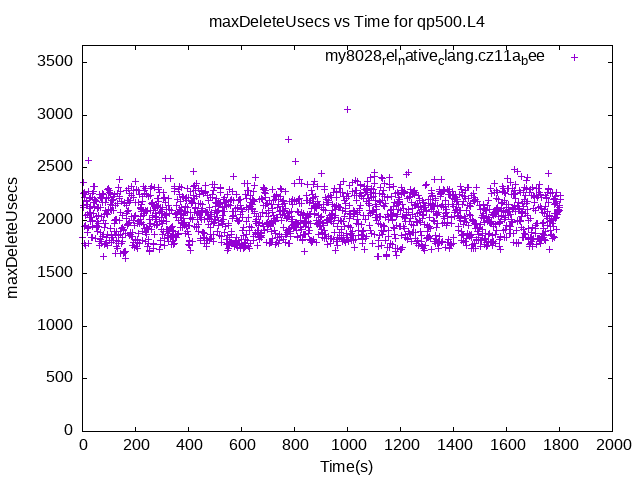 maxDeleteUsecs vs Time for qp500.L4
my8028relnative_clang.cz11abee
3500
3000
2500
2000
1500
1000
500
0
maxDeleteUsecs
0 200 400 600 800 1000 1200 1400 1600 1800 2000
Time(s)